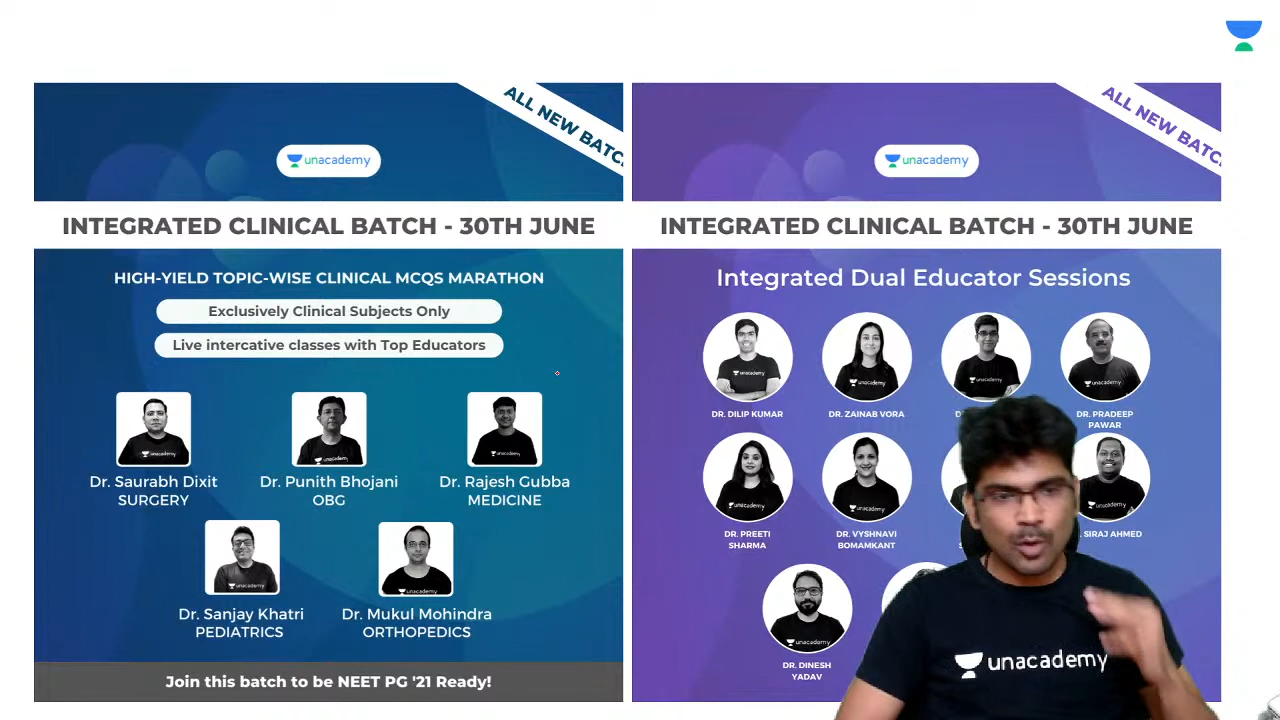 ALL NEW BATC
unacademy
INTEGRATED CLINICAL BATCH - 30TH JUNE
HIGH-YIELD TOPIC-WISE CLINICAL MCQS MARATHON
Exclusively Clinical Subjects Only
Live intercative classes with Top Educators
Dr. Saurabh Dixit
SURGERY
Dr. Punith Bhojani
OBG
Dr. Rajesh Gubba
MEDICINE
Dr. Sanjay Khatri
PEDIATRICS
Dr. Mukul Mohindra
ORTHOPEDICS
Join this batch to be NEET PG '21 Ready!
ALL NEW BATC
unacademy
INTEGRATED CLINICAL BATCH - 30TH JUNE
Integrated Dual Educator Sessions
DR. DILIP KUMAR
DR. ZAINAB VORA
DR. PRADEEP
PAWAR
DR. PREETI
SHARMA
DR. VYSHNAVI
BOMAMKANT
SIRAJ AHMED
DR. DINESH
YADAV
unacademy